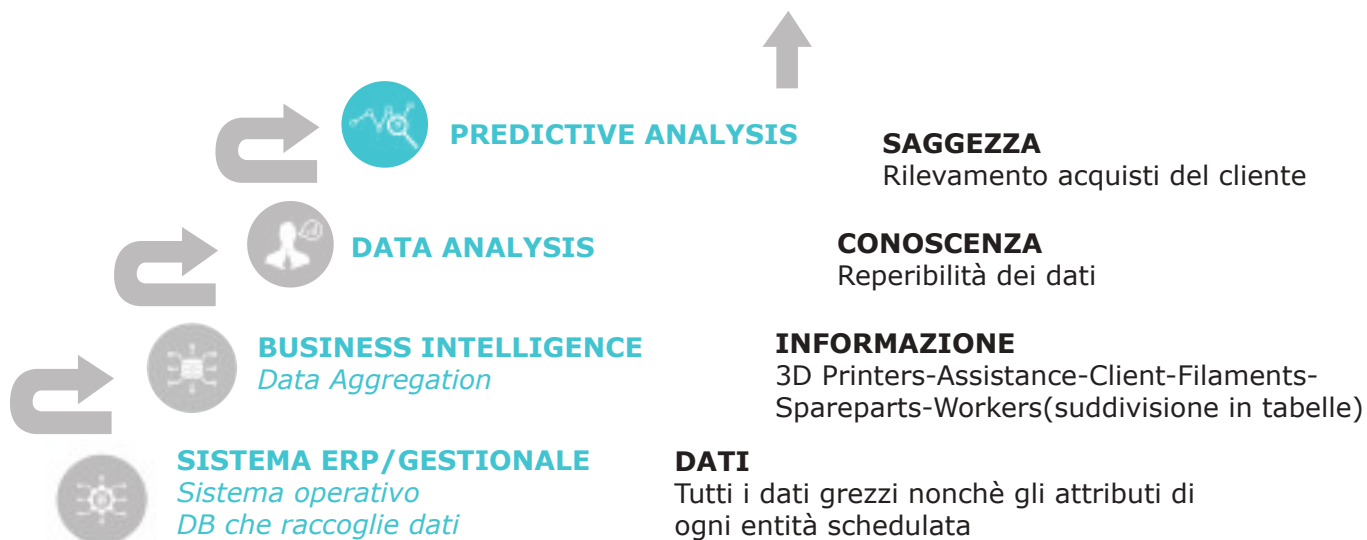 PREDICTIVE ANALYSIS
SAGGEZZA
Rilevamento acquisti del cliente
DATA ANALYSIS
CONOSCENZA
Reperibilità dei dati
BUSINESS INTELLIGENCE
Data Aggregation
INFORMAZIONE
3D Printers-Assistance-Client-Filaments-
Spareparts-Workers(suddivisione in tabelle)
SISTEMA ERP/GESTIONALE
Sistema operativo
DB che raccoglie dati
DATI
Tutti i dati grezzi nonchè gli attributi di
ogni entità schedulata